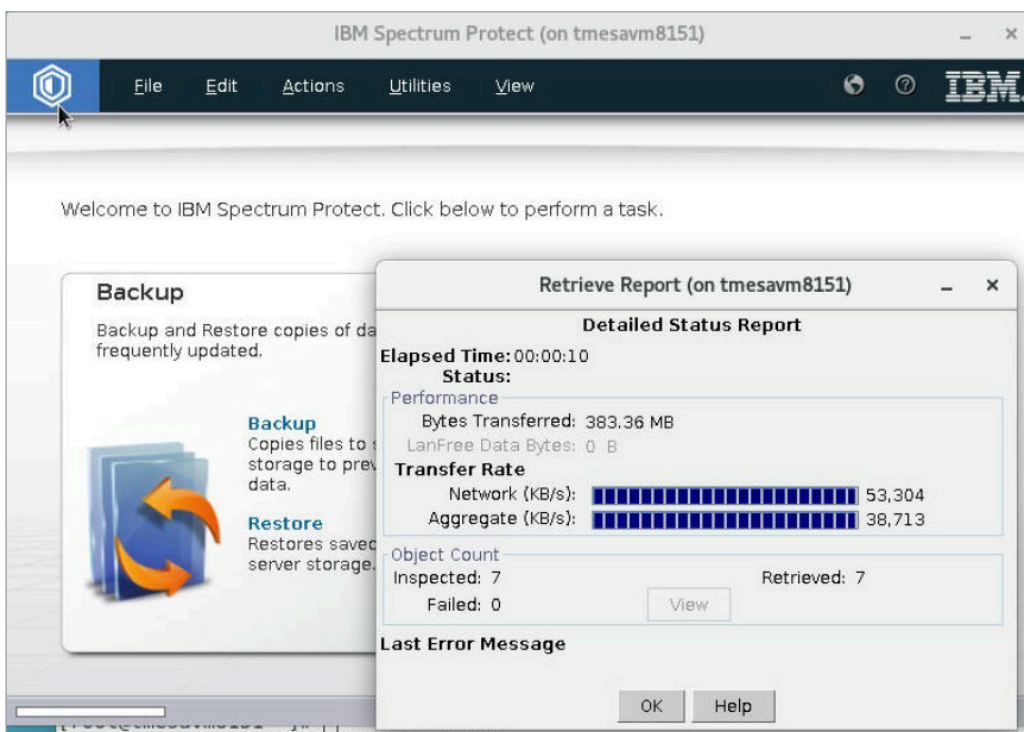 IBM Spectrum Protect (on tmesavm8151)
File Edit Actions Utilities View
IBM
Welcome to IBM Spectrum Protect. Click below to perform a task.
Backup
Backup and Restore copies of da
frequently updated.
Backup
Copies files to
storage to prev
data.
Restore
Restores saved
server storage.
Retrieve Report (on tmesavm8151)
Detailed Status Report
Elapsed Time: 00:00:10
Status:
Performance
Bytes Transferred: 383.36 MB
LanFree Data Bytes: 0 B
Transfer Rate
Network (KB/s): 53,304
Aggregate (KB/s): 38,713
Object Count
Inspected: 7 Retrieved: 7
Failed: 0 View
Last Error Message
OK Help